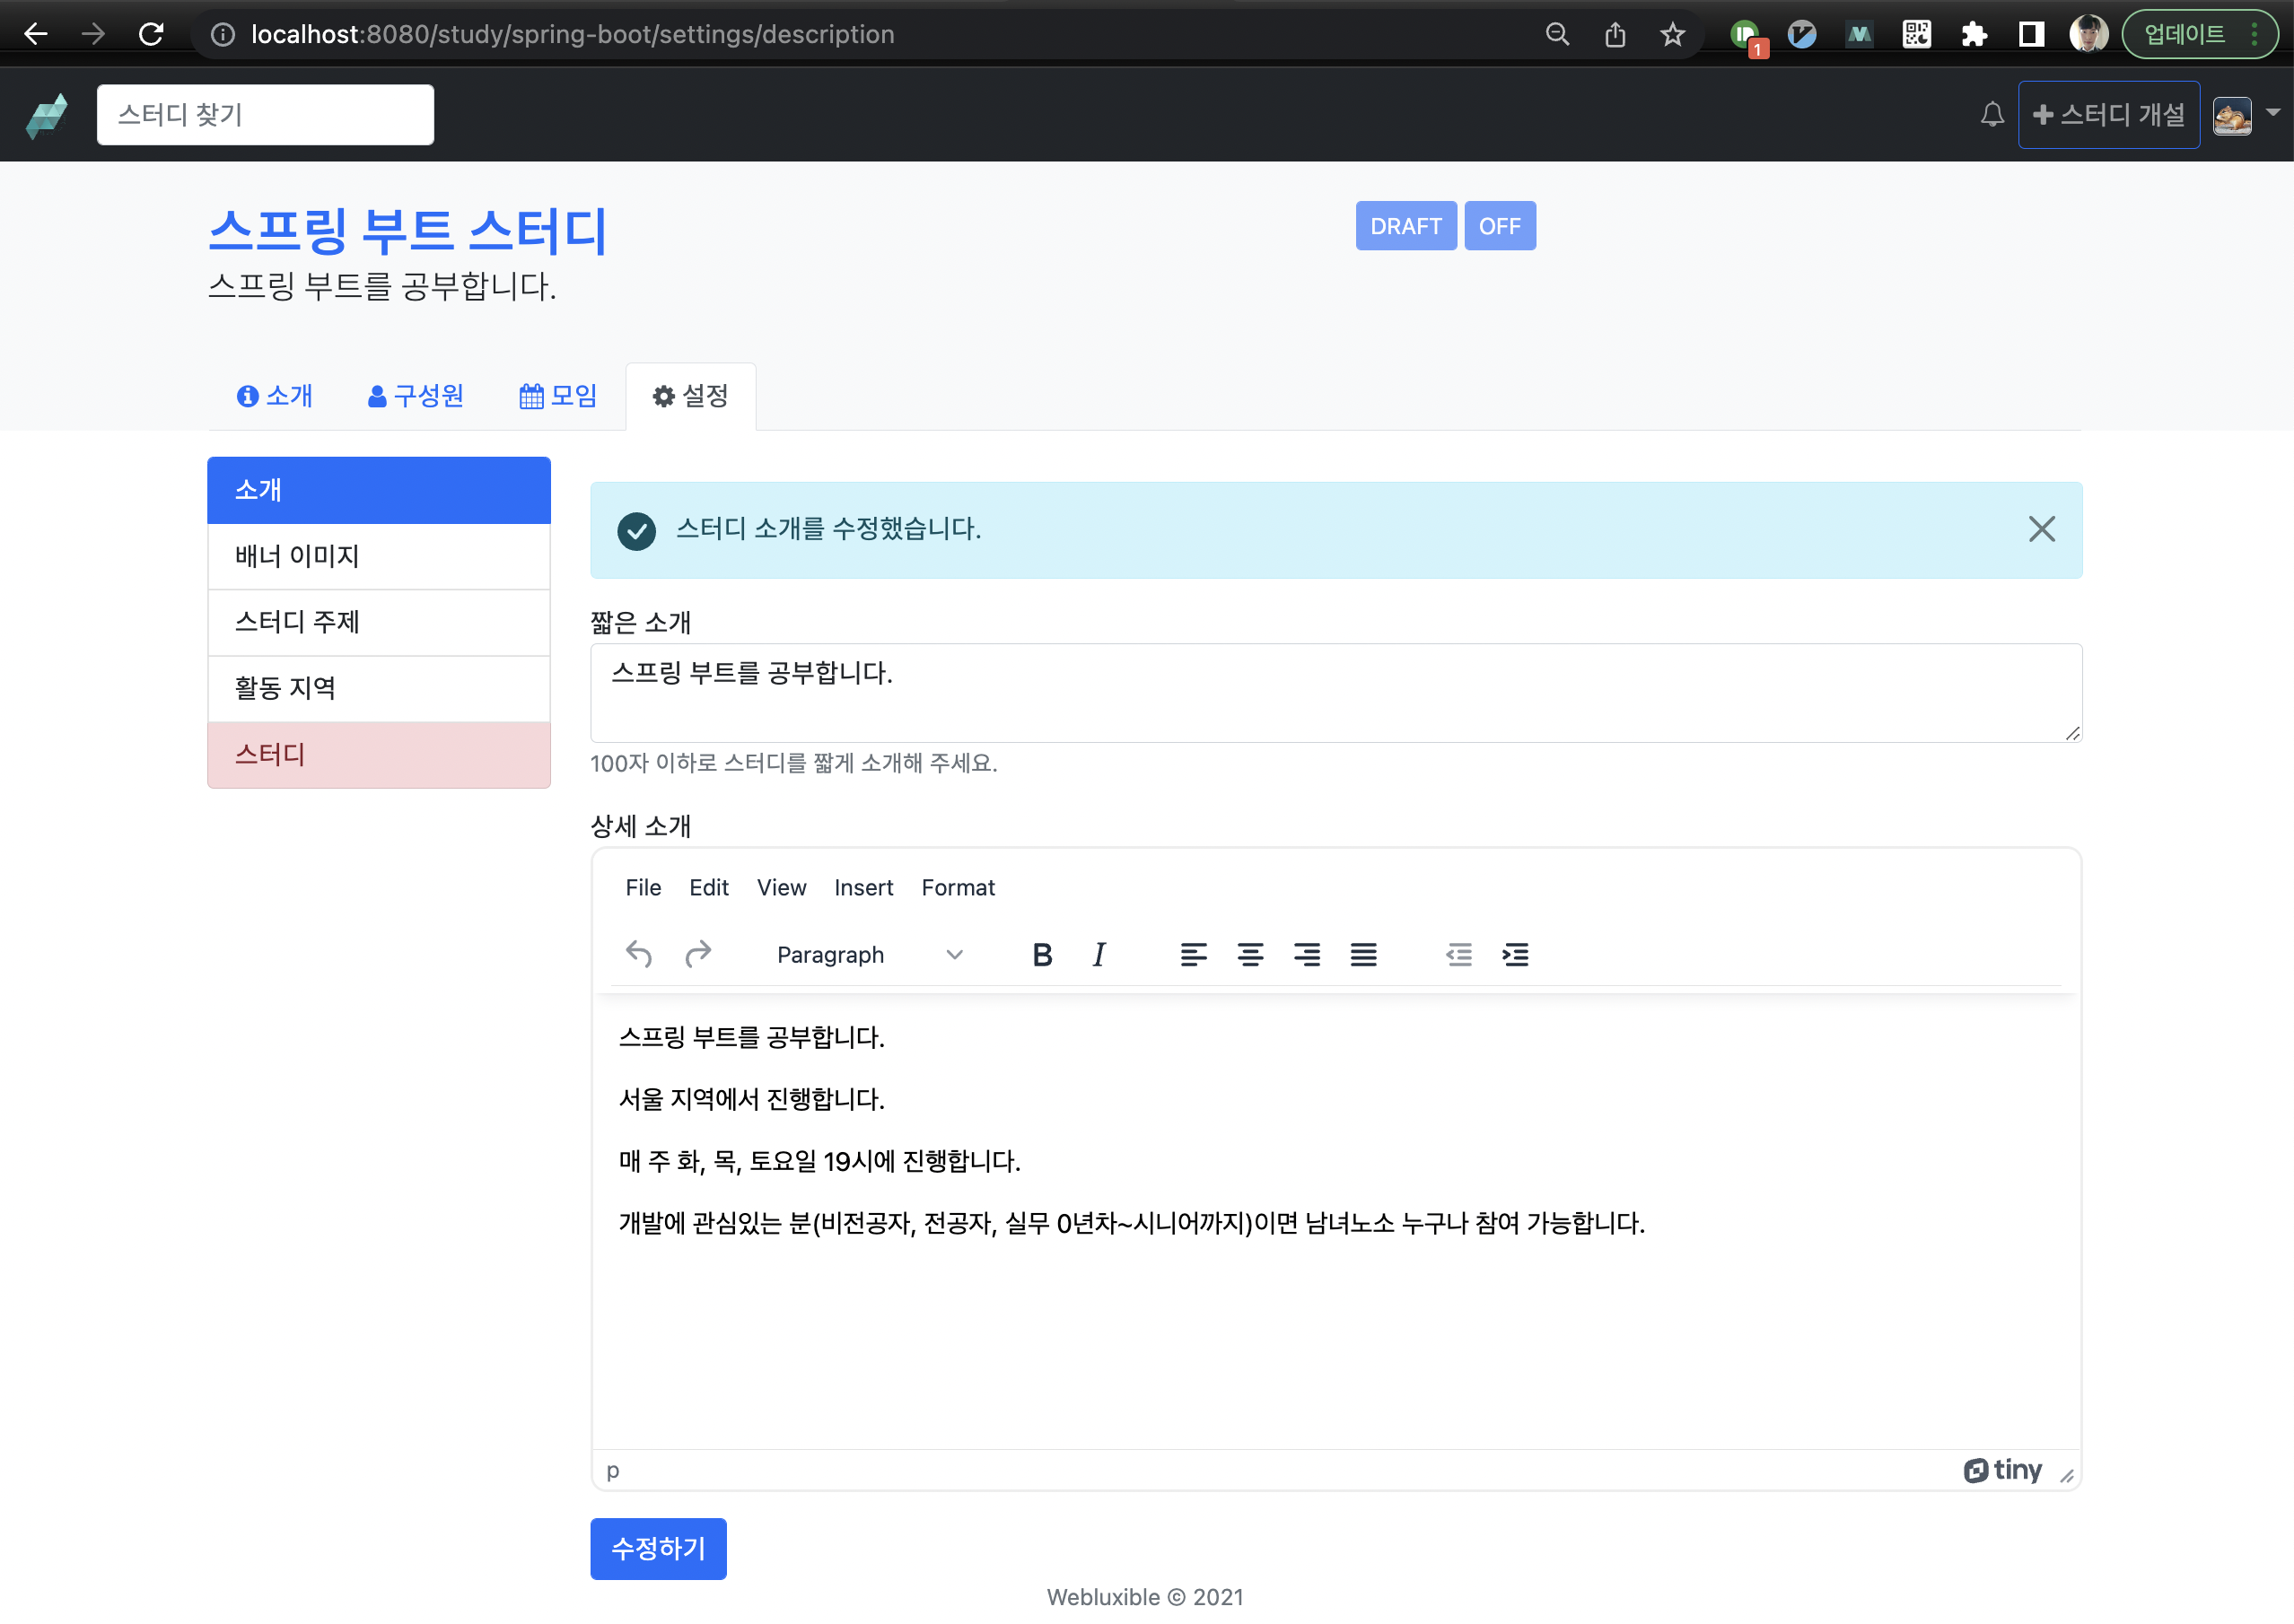 localhost:8080/study/spring-boot/settings/description
1
업데이트
스터디 찾기
스터디 개설
스프링 부트 스터디
DRAFT OFF
스프링 부트를 공부합니다.
소개 구성원 모임 설정
소개
배너 이미지
스터디 주제
활동 지역
스터디
스터디 소개를 수정했습니다.
짧은 소개
스프링 부트를 공부합니다.
100자 이하로 스터디를 짧게 소개해 주세요.
상세 소개
File Edit View Insert Format
Paragraph B I
스프링 부트를 공부합니다.
서울 지역에서 진행합니다.
매 주 화, 목, 토요일 19시에 진행합니다.
개발에 관심있는 분(비전공자, 전공자, 실무 0년차~시니어까지)이면 남녀노소 누구나 참여 가능합니다.
p
tiny
수정하기
Webluxible © 2021